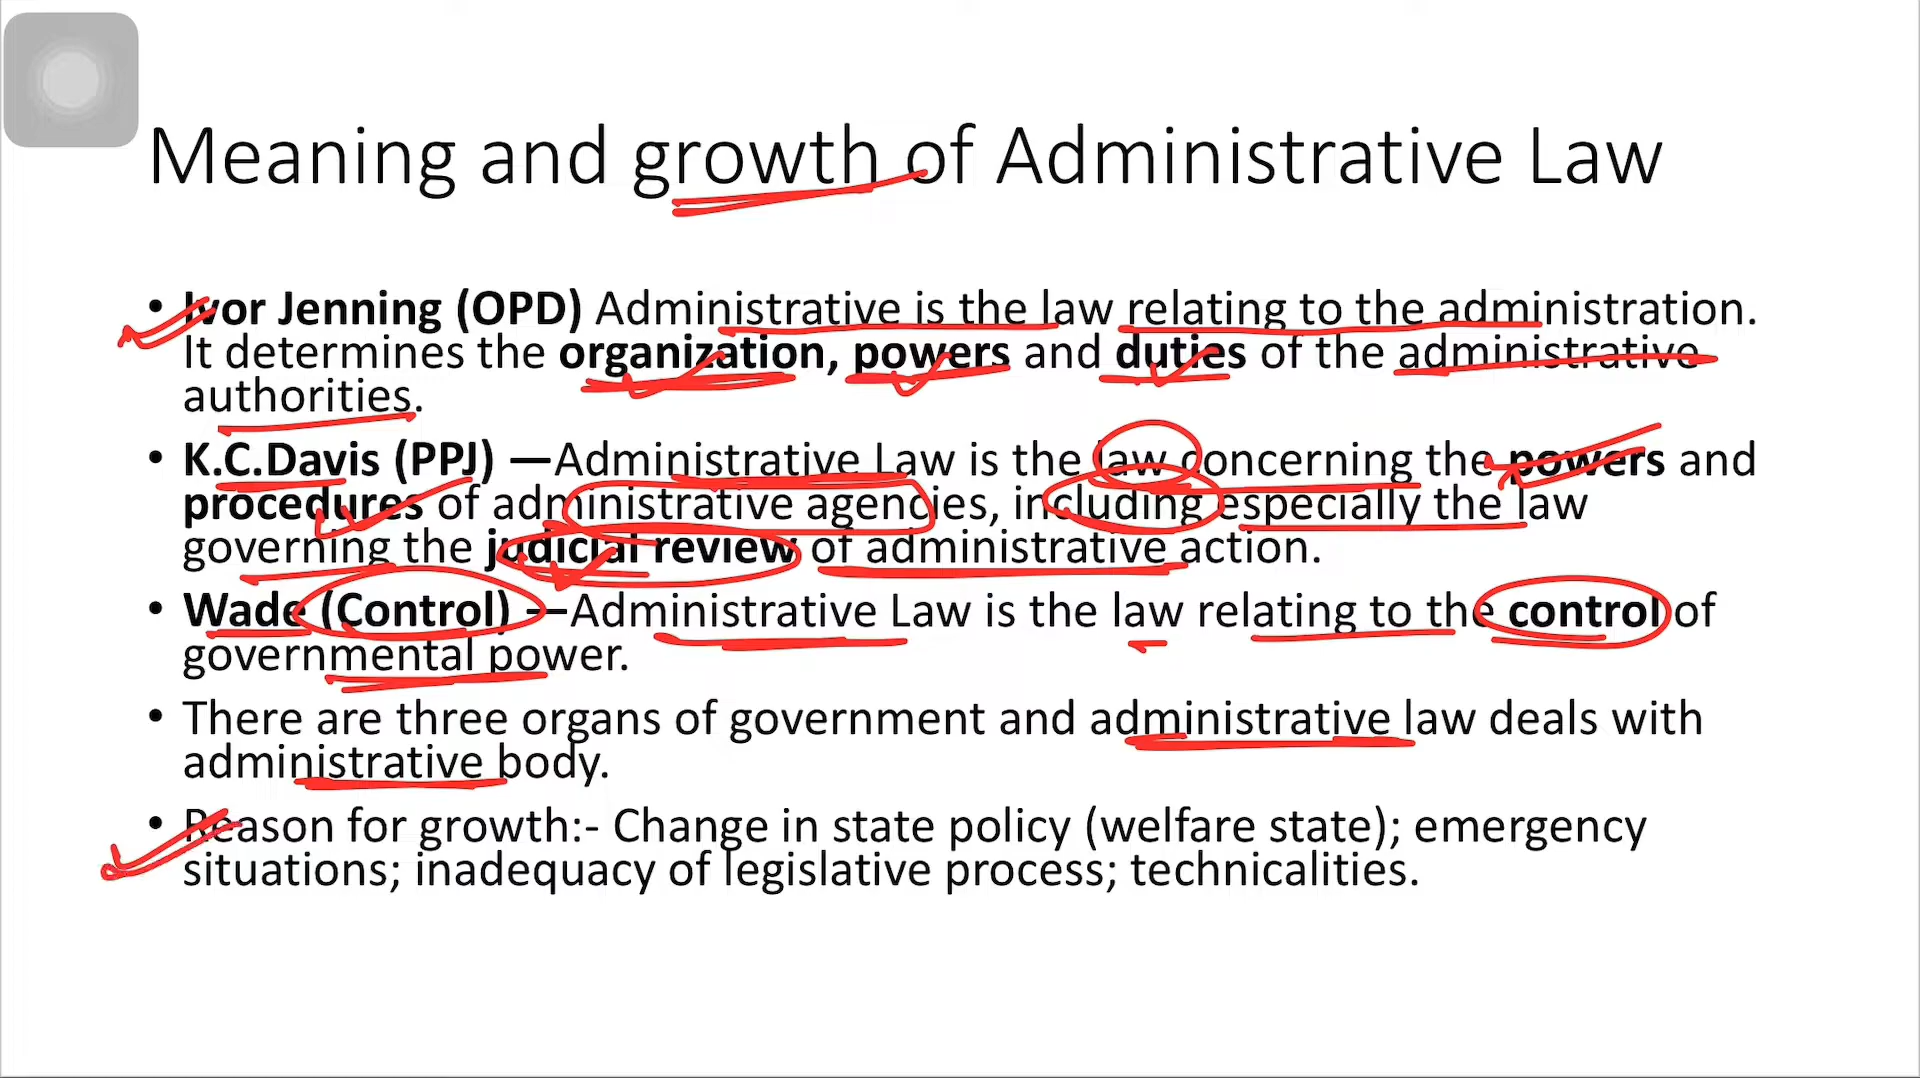 Meaning and growth of Administrative Law
• Ivor Jenning (OPD) Administrative is the law relating to the administration.
It determines the organization, powers and duties of the administrative
authorities.
• K.C.Davis (PPJ) —Administrative Law is the law concerning the powers and
procedures of administrative agencies, including especially the law
governing the judicial review of administrative action.
• Wade (Control) —Administrative Law is the law relating to the control of
governmental power.
• There are three organs of government and administrative law deals with
administrative body.
• Reason for growth:- Change in state policy (welfare state); emergency
situations; inadequacy of legislative process; technicalities.